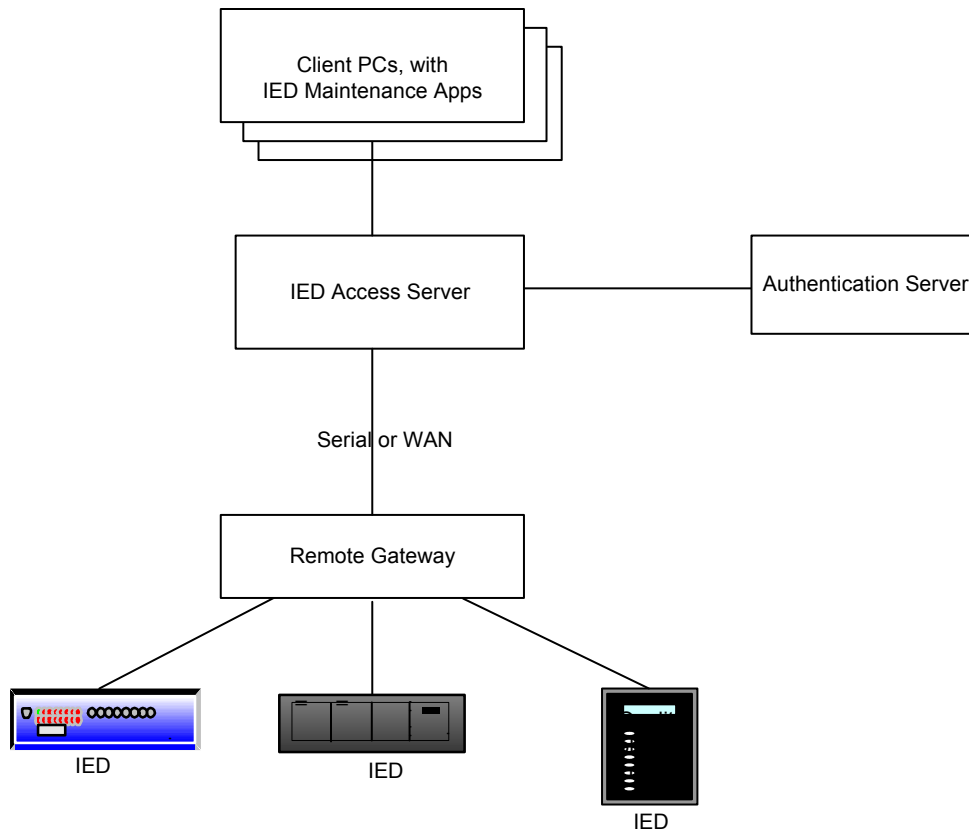 Client PCs, with
IED Maintenance Apps
IED Access Server
Authentication Server
Serial or WAN
Remote Gateway
IED
IED
IED